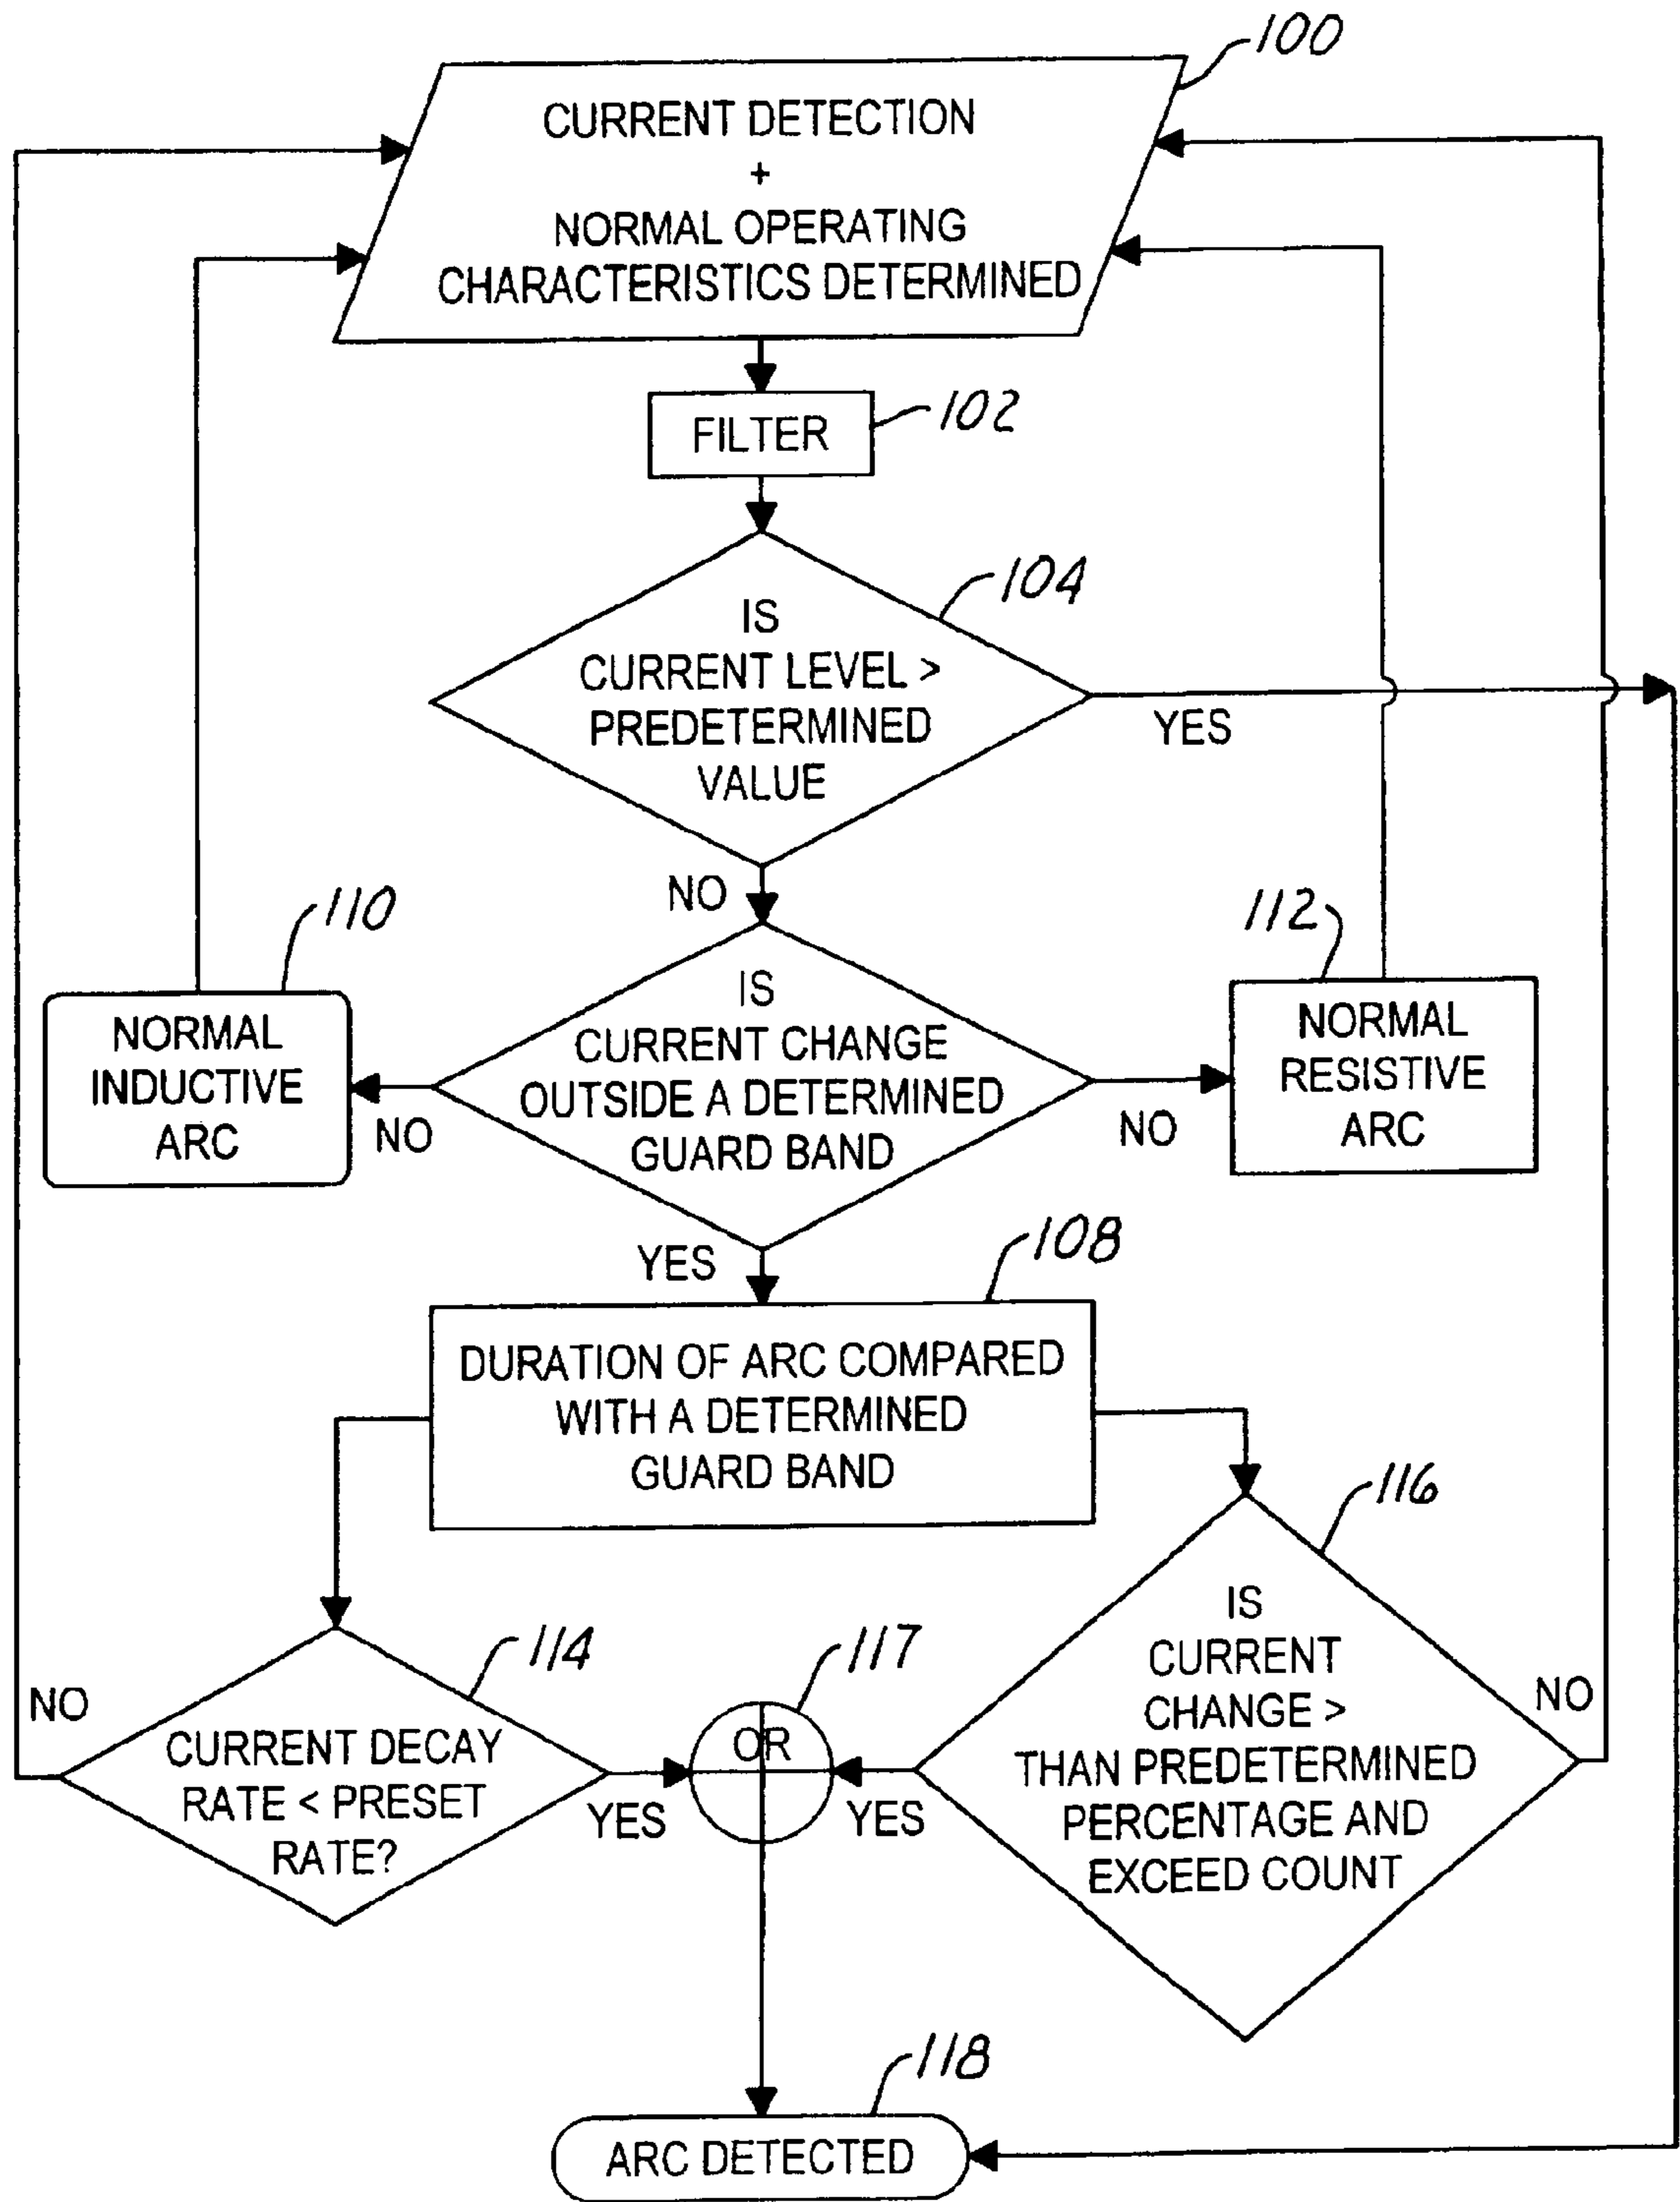 100
CURRENT DETECTION
+
NORMAL OPERATING
CHARACTERISTICS DETERMINED
102
FILTER
104
IS
CURRENT LEVEL >
PREDETERMINED
VALUE
YES
NO
110
NORMAL
INDUCTIVE
ARC
NO
IS
CURRENT CHANGE
OUTSIDE A DETERMINED
GUARD BAND
NO
112
NORMAL
RESISTIVE
ARC
YES
108
DURATION OF ARC COMPARED
WITH A DETERMINED
GUARD BAND
114
NO
CURRENT DECAY
RATE < PRESET
RATE?
YES
117
OR
YES
116
IS
CURRENT
CHANGE >
THAN PREDETERMINED
PERCENTAGE AND
EXCEED COUNT
NO
118
ARC DETECTED